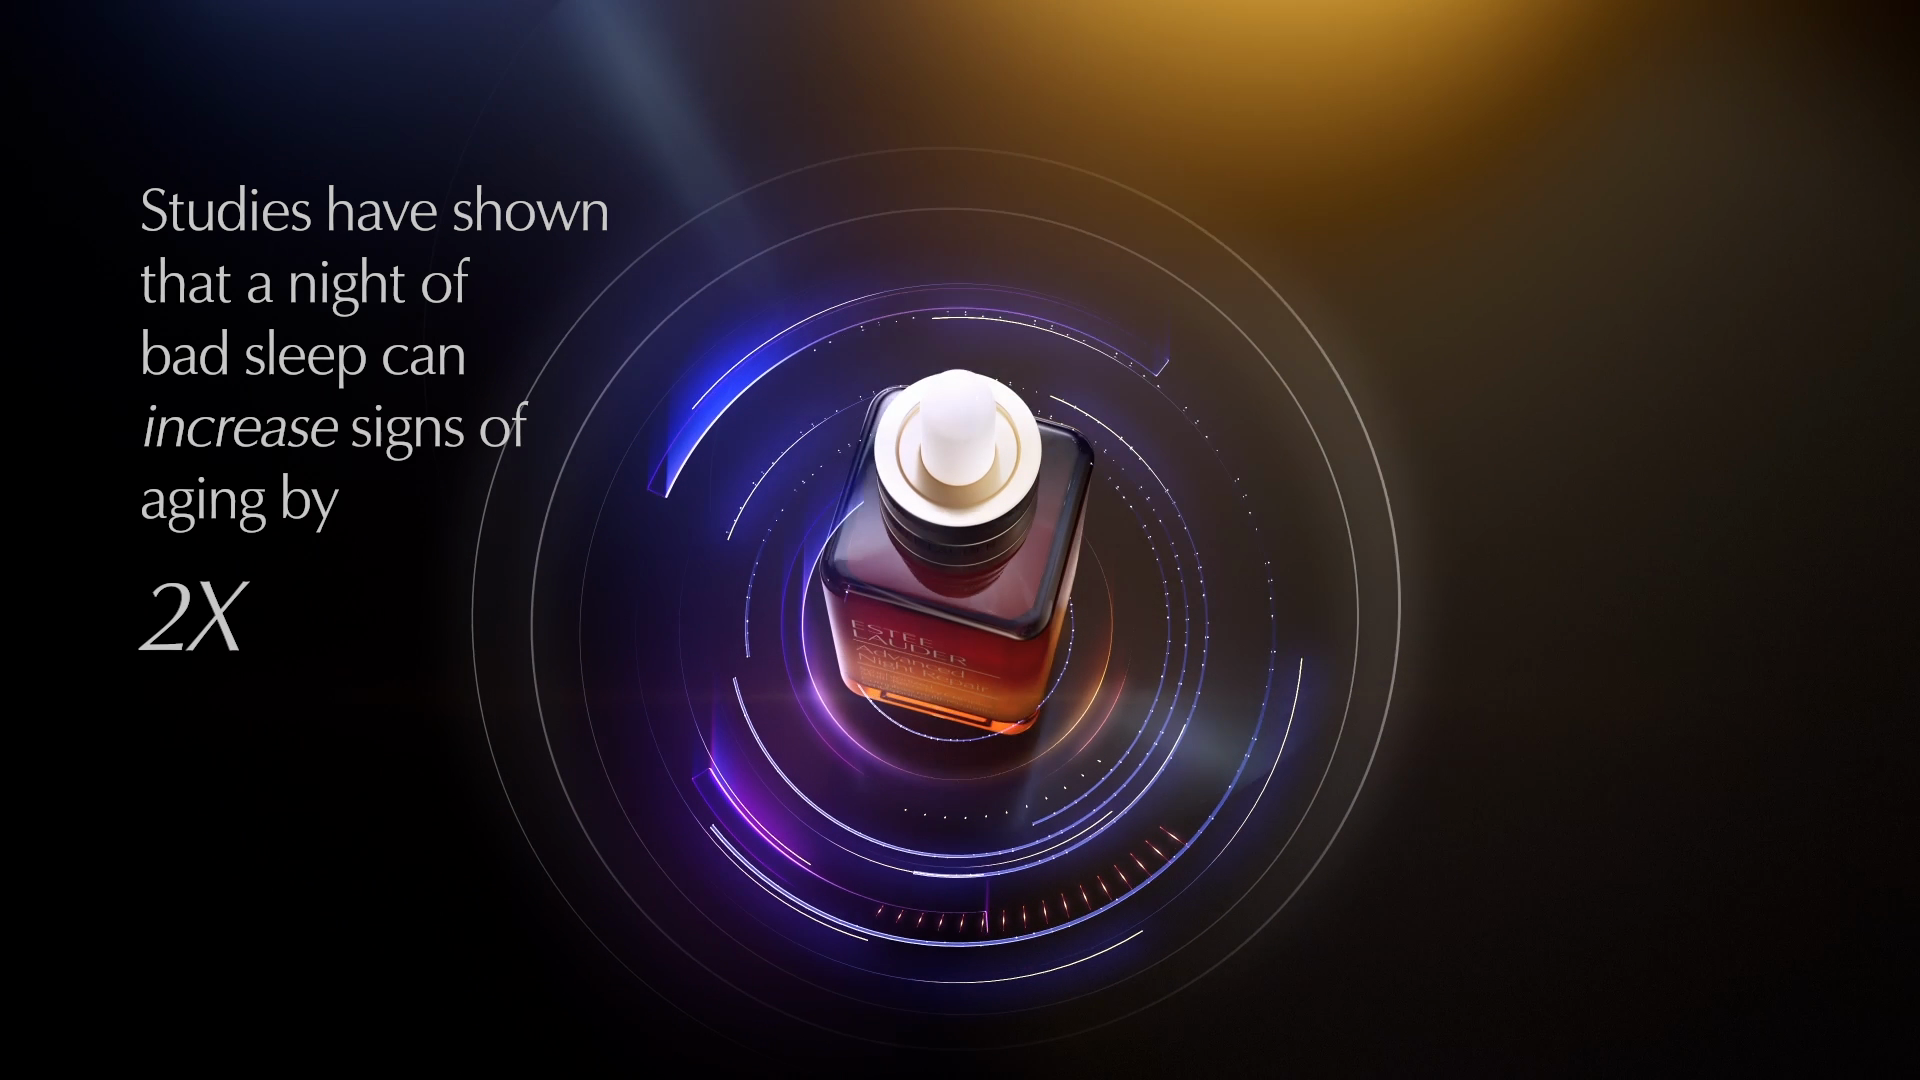 Studies have shown
that a night of
bad sleep can
increase signs of
aging by
2X
ESTĒE
LAUDER
Advanced
Night Repair